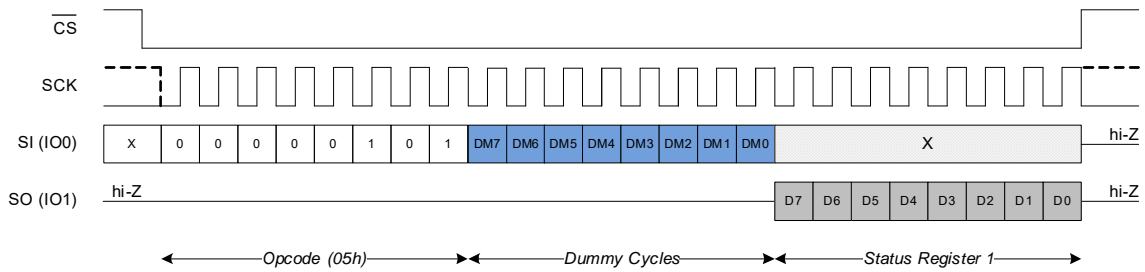 CS
SCK
SI (IO0) X 0 0 0 0 0 1 0 1 DM7 DM6 DM5 DM4 DM3 DM2 DM1 DM0 X hi-Z
SO (IO1) hi-Z D7 D6 D5 D4 D3 D2 D1 D0 hi-Z
Opcode (05h) Dummy Cycles Status Register 1